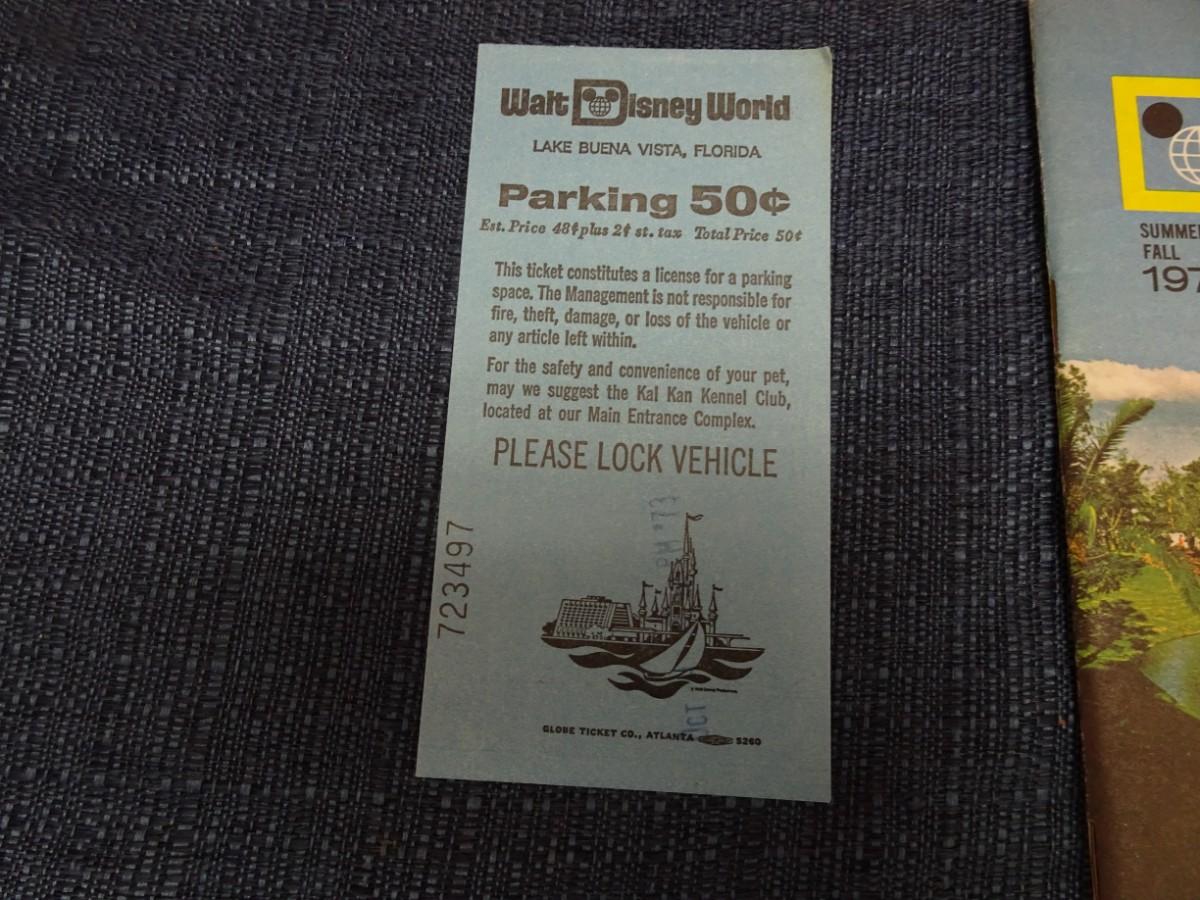 Walt Disney World
LAKE BUENA VISTA, FLORIDA
Parking 50¢
Est. Price 48¢ plus 2¢ st. tax Total Price 50¢
This ticket constitutes a license for a parking
space. The Management is not responsible for
fire, theft, damage, or loss of the vehicle or
any article left within.
For the safety and convenience of your pet,
may we suggest the Kal Kan Kennel Club,
located at our Main Entrance Complex.
PLEASE LOCK VEHICLE
723497
PM '73
OCT
GLOBE TICKET CO., ATLANTA 5260
SUMMER
FALL
197